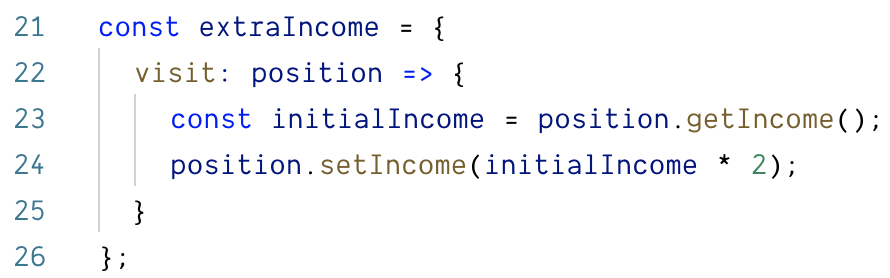 21 const extraIncome = {
22 visit: position => {
23 const initialIncome = position.getIncome();
24 position.setIncome(initialIncome * 2);
25 }
26 };